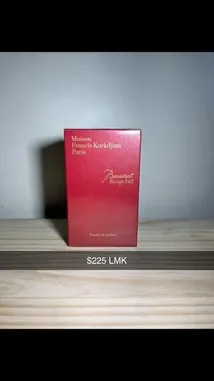 Maison
Francis Kurkdjian
Paris
Baccarat
Rouge 540
Extrait de parfum
$225 LMK